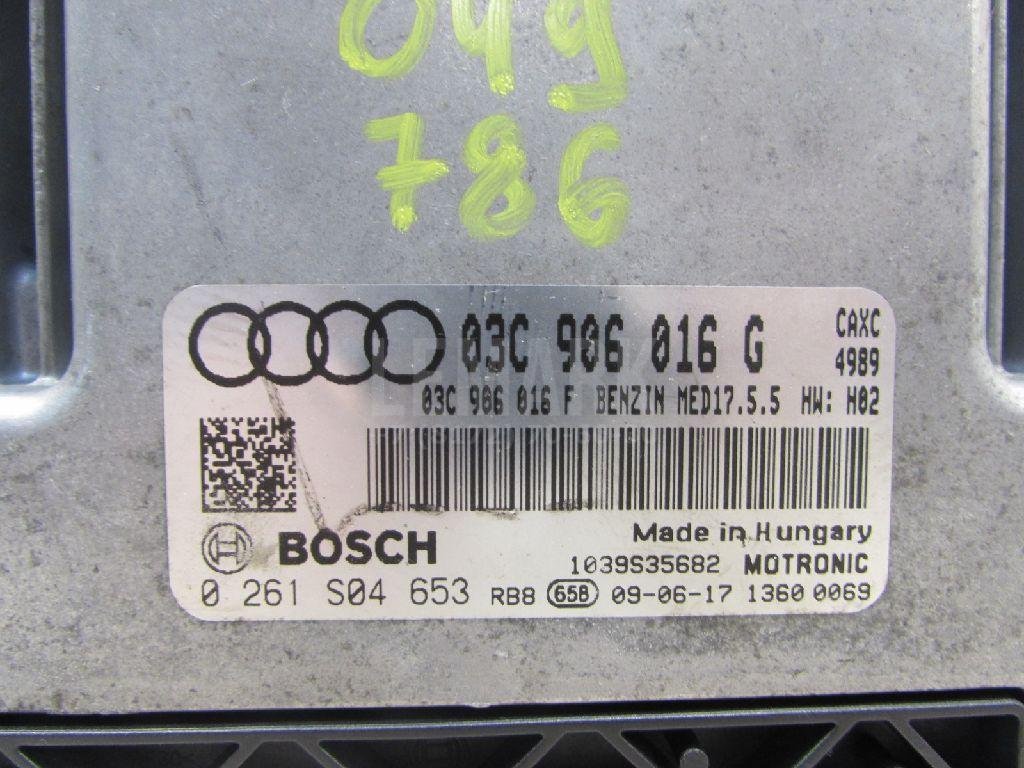 049
786
03C 906 016 G
CAXC
4989
03C 906 016 F BENZIN MED17.5.5 HW: H02
BOSCH
Made in Hungary
1039S35682 MOTRONIC
0 261 S04 653 RB8 658 09-06-17 1360 0069